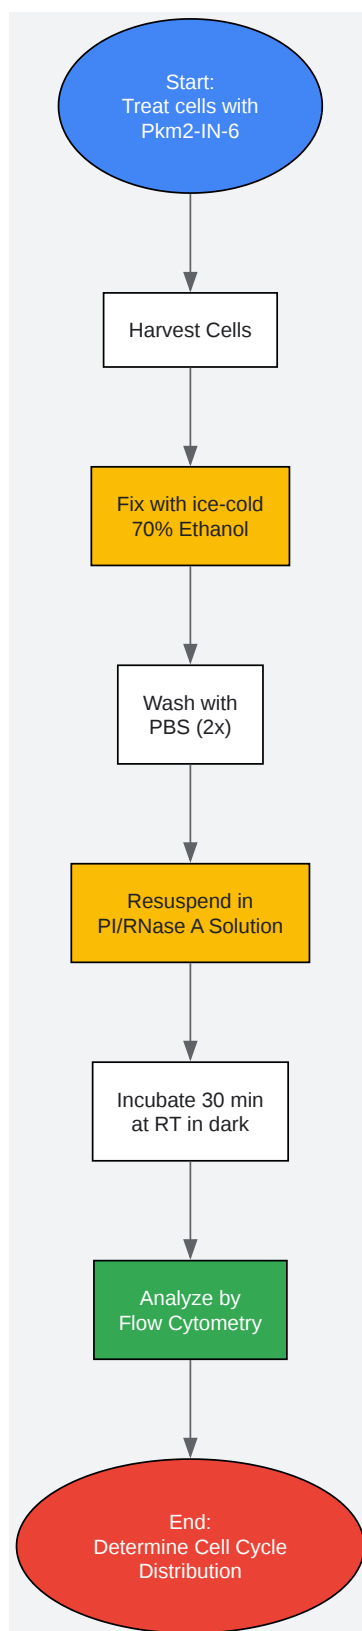 Start:
Treat cells with
Pkm2-IN-6
Harvest Cells
Fix with ice-cold
70% Ethanol
Wash with
PBS (2x)
Resuspend in
PI/RNase A Solution
Incubate 30 min
at RT in dark
Analyze by
Flow Cytometry
End:
Determine Cell Cycle
Distribution